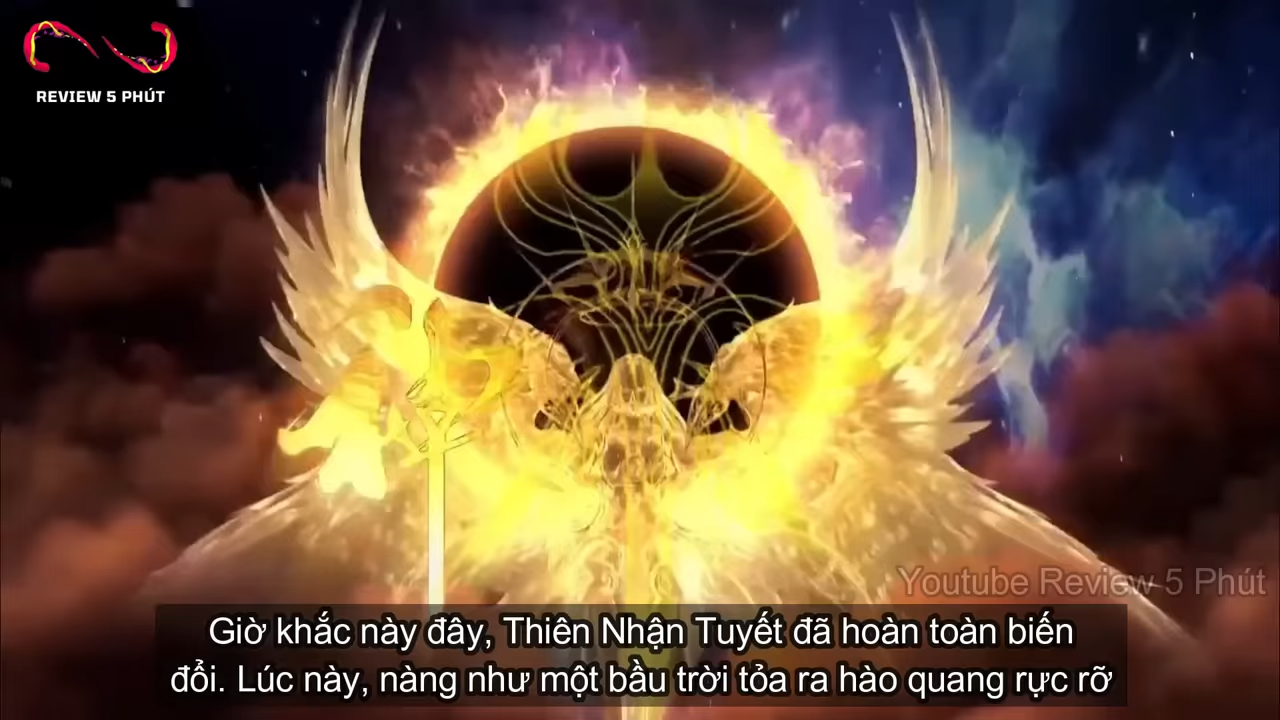 REVIEW 5 PHÚT
Youtube Review 5 Phút
Giờ khắc này đây, Thiên Nhận Tuyết đã hoàn toàn biến
đổi. Lúc này, nàng như một bầu trời tỏa ra hào quang rực rỡ